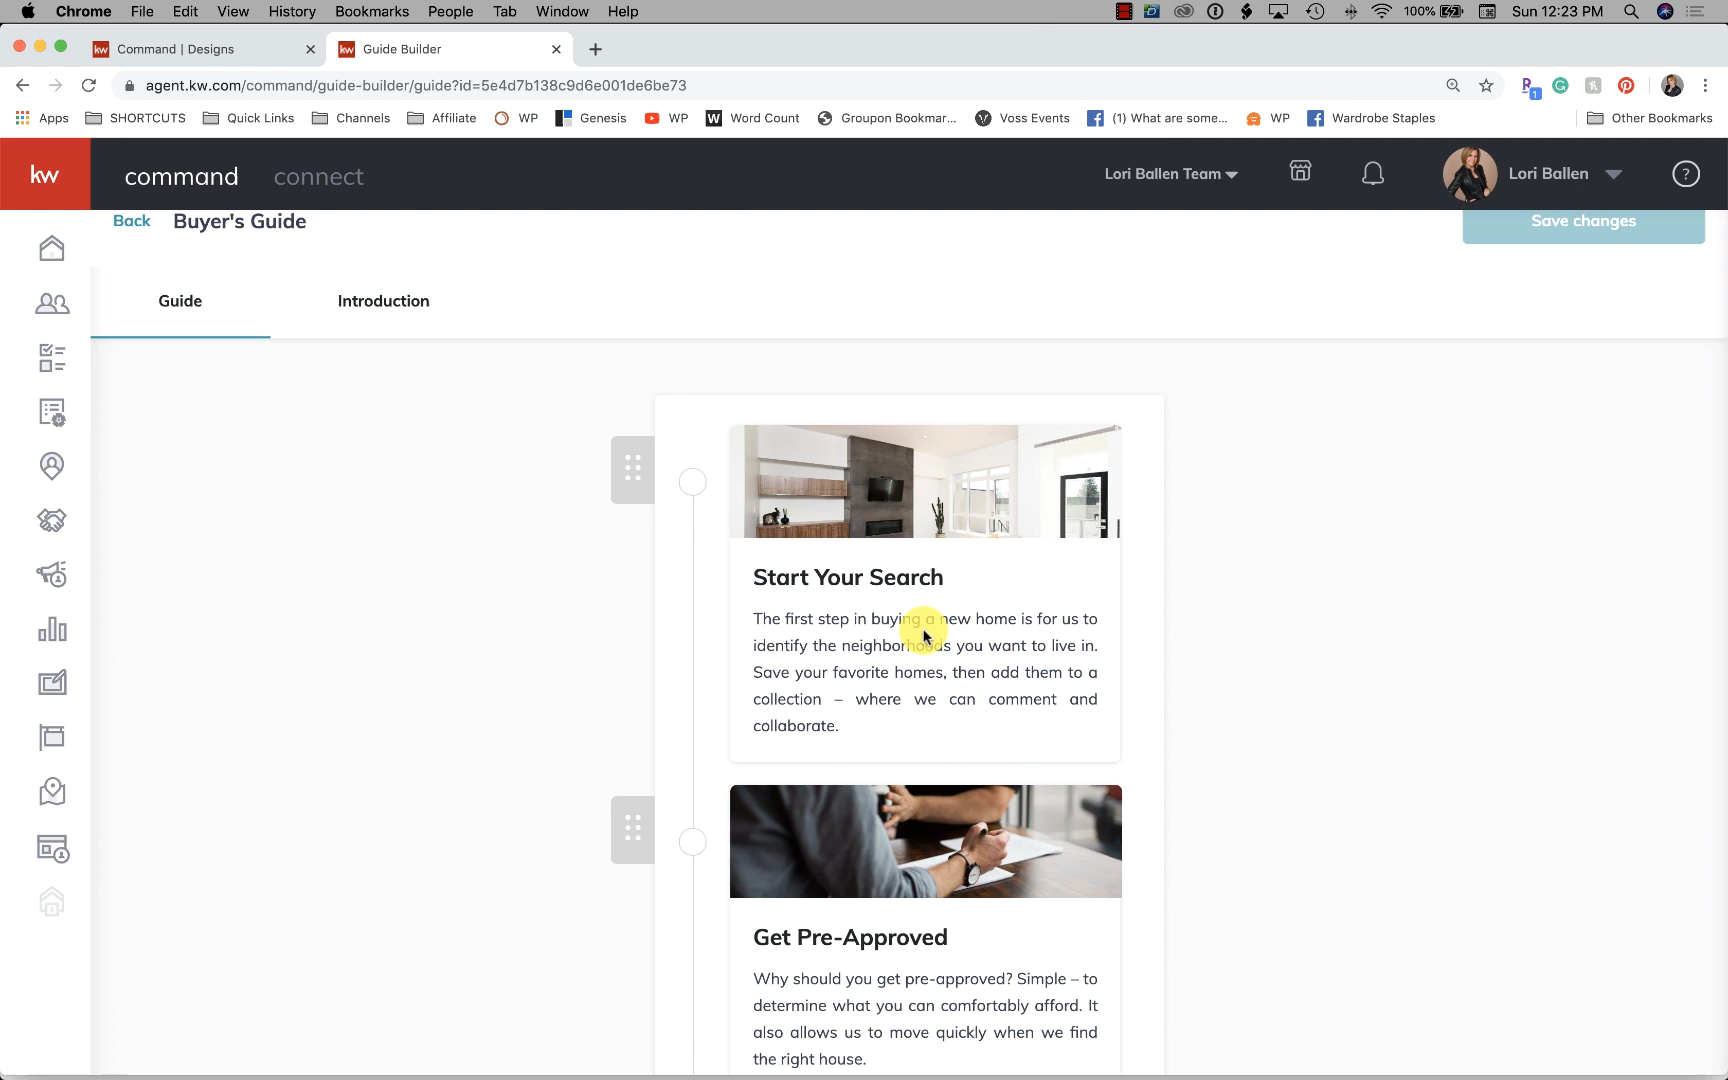 Chrome File Edit View History Bookmarks People Tab Window Help 100% Sun 12:23 PM
kw Command | Designs kw Guide Builder
agent.kw.com/command/guide-builder/guide?id=5e4d7b138c9d6e001de6be73 1
Apps SHORTCUTS Quick Links Channels Affiliate WP Genesis WP W Word Count Groupon Bookmar... Voss Events (1) What are some... WP Wardrobe Staples Other Bookmarks
kw command connect Lori Ballen Team Lori Ballen ?
Back Buyer's Guide Save changes
Guide Introduction
Start Your Search
The first step in buying a new home is for us to
identify the neighborhoods you want to live in.
Save your favorite homes, then add them to a
collection – where we can comment and
collaborate.
Get Pre-Approved
Why should you get pre-approved? Simple – to
determine what you can comfortably afford. It
also allows us to move quickly when we find
the right house.